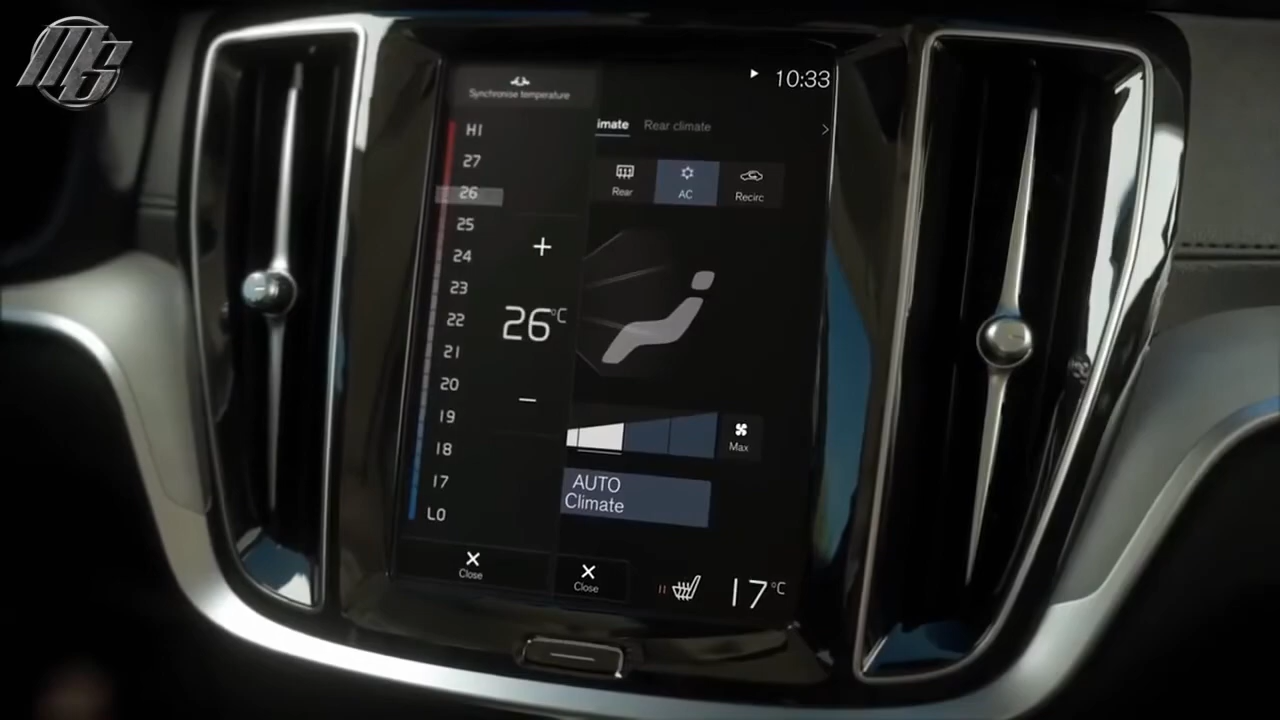 MS
10:33
Synchronise temperature
imate Rear climate
HI
27
26
25
24
23
22
21
20
19
18
17
LO
+
26°C
−
Rear
AC
Recirc
Max
AUTO
Climate
Close
Close
17°C